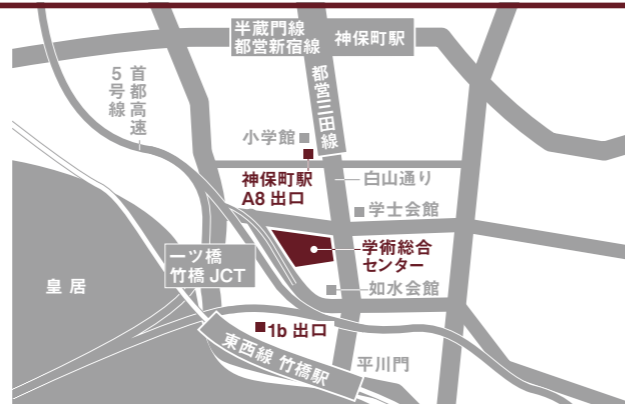 半蔵門線
都営新宿線
神保町駅
首都高速
5号線
都営三田線
小学館
神保町駅
A8 出口
白山通り
学士会館
学術総合
センター
一ツ橋
竹橋 JCT
皇居
如水会館
1b 出口
東西線 竹橋駅
平川門